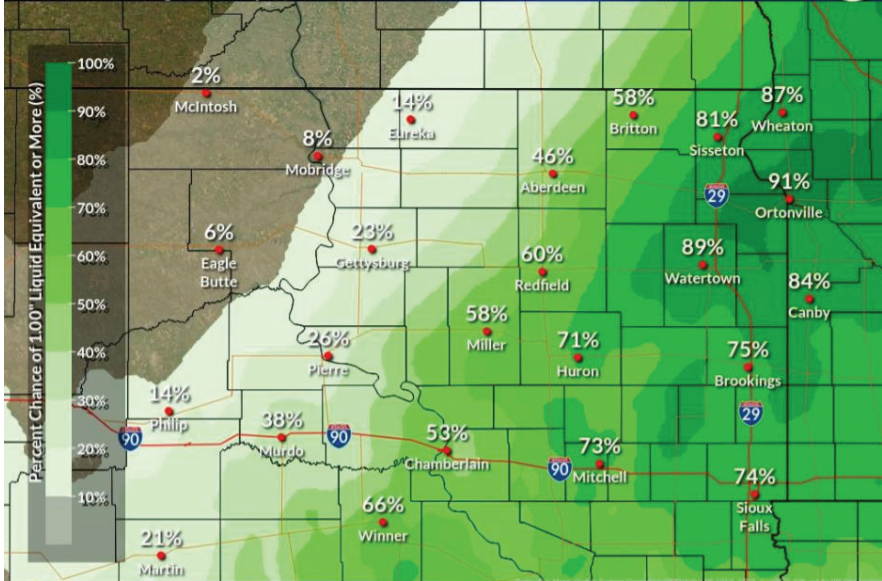 Percent Chance of 1.00" Liquid Equivalent or More (%)
100%
90%
80%
70%
60%
50%
40%
30%
20%
10%
2%
McIntosh
14%
Eureka
58%
Britton
87%
Wheaton
81%
Sisseton
8%
Mobridge
46%
Aberdeen
91%
Ortonville
29
6%
Eagle
Butte
23%
Gettysburg
60%
Redfield
89%
Watertown
84%
Canby
26%
Pierre
58%
Miller
71%
Huron
75%
Brookings
14%
Philip
29
90
38%
Murdo
90
53%
Chamberlain
90
73%
Mitchell
74%
Sioux
Falls
66%
Winner
21%
Martin